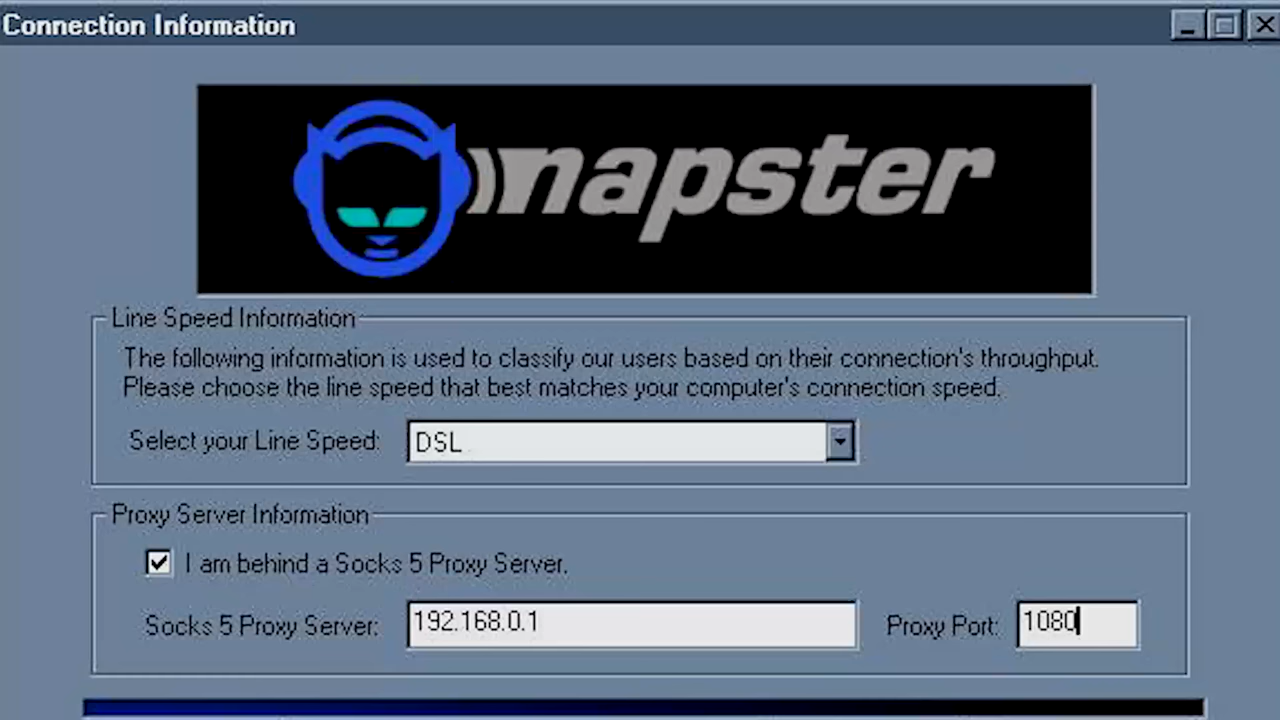 Connection Information
napster
Line Speed Information
The following information is used to classify our users based on their connection's throughput.
Please choose the line speed that best matches your computer's connection speed.
Select your Line Speed: DSL
Proxy Server Information
I am behind a Socks 5 Proxy Server.
Socks 5 Proxy Server: 192.168.0.1 Proxy Port: 1080